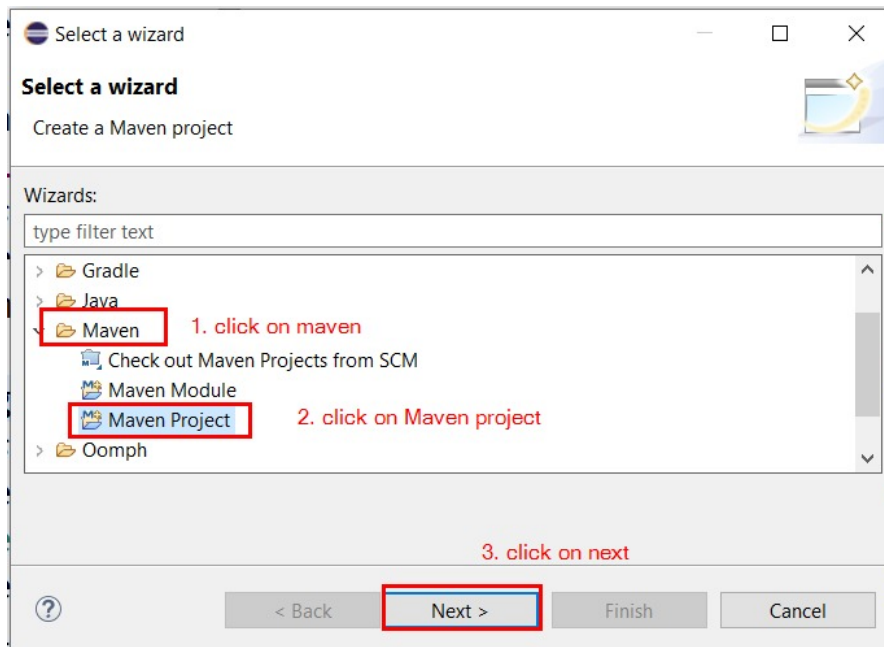 Select a wizard
Select a wizard
Create a Maven project
Wizards:
type filter text
Gradle
Java
Maven 1. click on maven
Check out Maven Projects from SCM
Maven Module
Maven Project 2. click on Maven project
Oomph
3. click on next
< Back Next > Finish Cancel